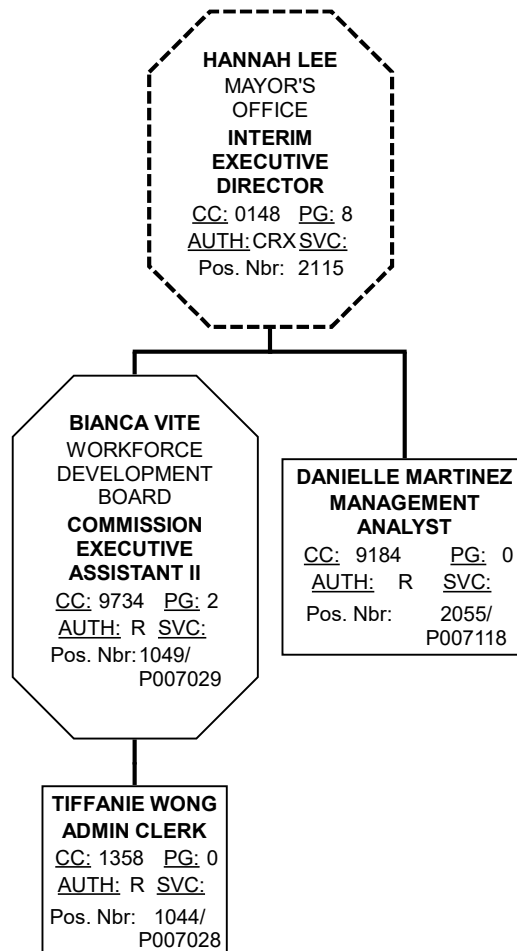 HANNAH LEE
MAYOR'S
OFFICE
INTERIM
EXECUTIVE
DIRECTOR
CC: 0148 PG: 8
AUTH: CRX SVC:
Pos. Nbr: 2115
BIANCA VITE
WORKFORCE
DEVELOPMENT
BOARD
COMMISSION
EXECUTIVE
ASSISTANT II
CC: 9734 PG: 2
AUTH: R SVC:
Pos. Nbr: 1049/
P007029
DANIELLE MARTINEZ
MANAGEMENT
ANALYST
CC: 9184 PG: 0
AUTH: R SVC:
Pos. Nbr: 2055/
P007118
TIFFANIE WONG
ADMIN CLERK
CC: 1358 PG: 0
AUTH: R SVC:
Pos. Nbr: 1044/
P007028